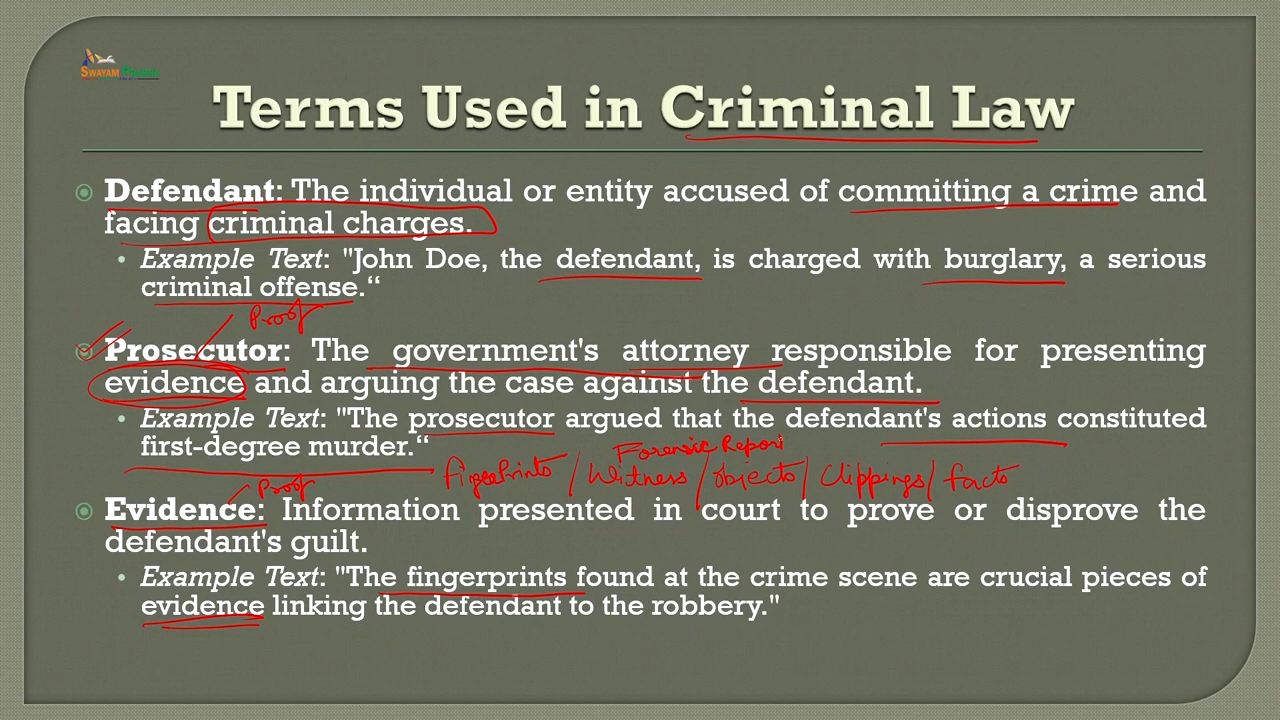 SWAYAM PRABHA
Terms Used in Criminal Law
Defendant: The individual or entity accused of committing a crime and
facing criminal charges.
Example Text: "John Doe, the defendant, is charged with burglary, a serious
criminal offense.“
Proof
Prosecutor: The government's attorney responsible for presenting
evidence and arguing the case against the defendant.
Example Text: "The prosecutor argued that the defendant's actions constituted
first-degree murder.“
Forensic Report
fingerprints / Witness / objects / Clippings / facts
Proof
Evidence: Information presented in court to prove or disprove the
defendant's guilt.
Example Text: "The fingerprints found at the crime scene are crucial pieces of
evidence linking the defendant to the robbery."